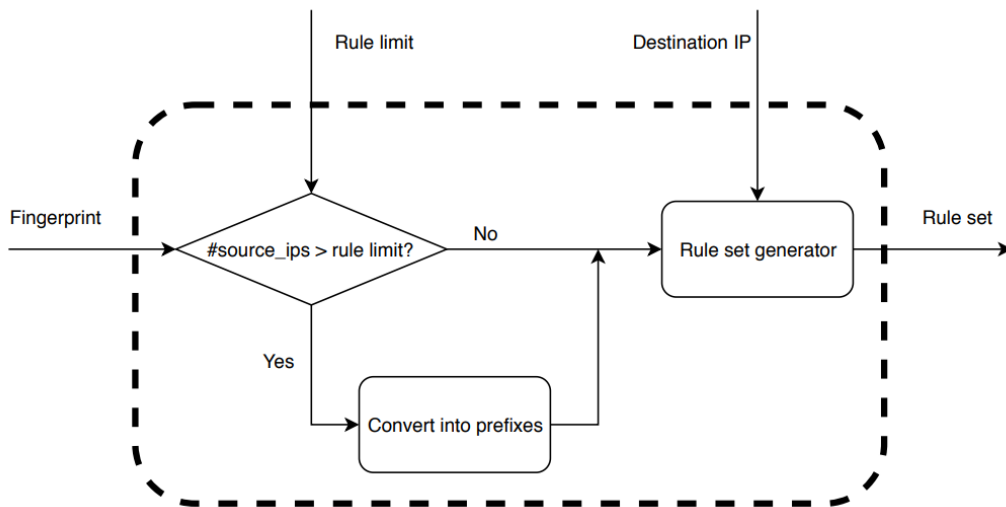 Rule limit
Destination IP
Fingerprint
#source_ips > rule limit?
No
Rule set generator
Rule set
Yes
Convert into prefixes